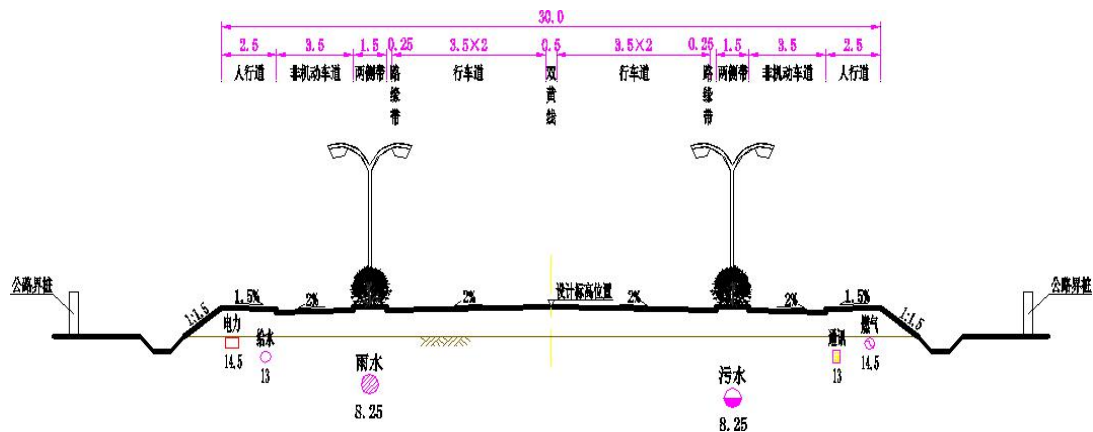 30.0
2.5 3.5 1.5 0.25 3.5×2 0.5 3.5×2 0.25 1.5 3.5 2.5
人行道 非机动车道 两侧带 路缘带 行车道 双黄线 行车道 路缘带 两侧带 非机动车道 人行道
公路界桩 设计标高位置 公路界桩
1:1.5 1.5% 2% 2% 2% 2% 1.5% 1:1.5
电力 给水 通讯 燃气
14.5 13 雨水 污水 13 14.5
8.25 8.25